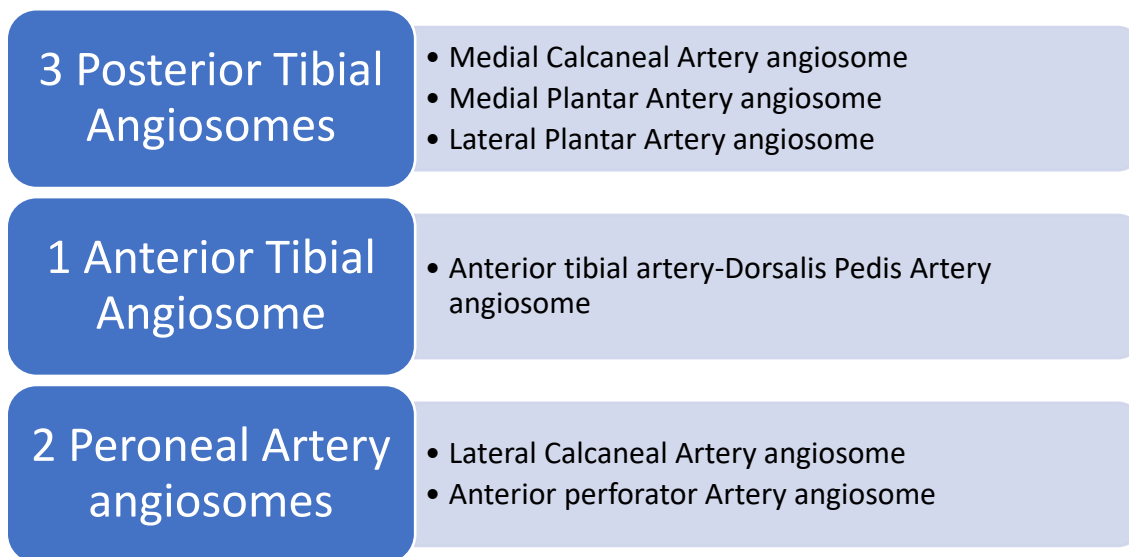 3 Posterior Tibial
Angiosomes
• Medial Calcaneal Artery angiosome
• Medial Plantar Antery angiosome
• Lateral Plantar Artery angiosome
1 Anterior Tibial
Angiosome
• Anterior tibial artery-Dorsalis Pedis Artery
angiosome
2 Peroneal Artery
angiosomes
• Lateral Calcaneal Artery angiosome
• Anterior perforator Artery angiosome